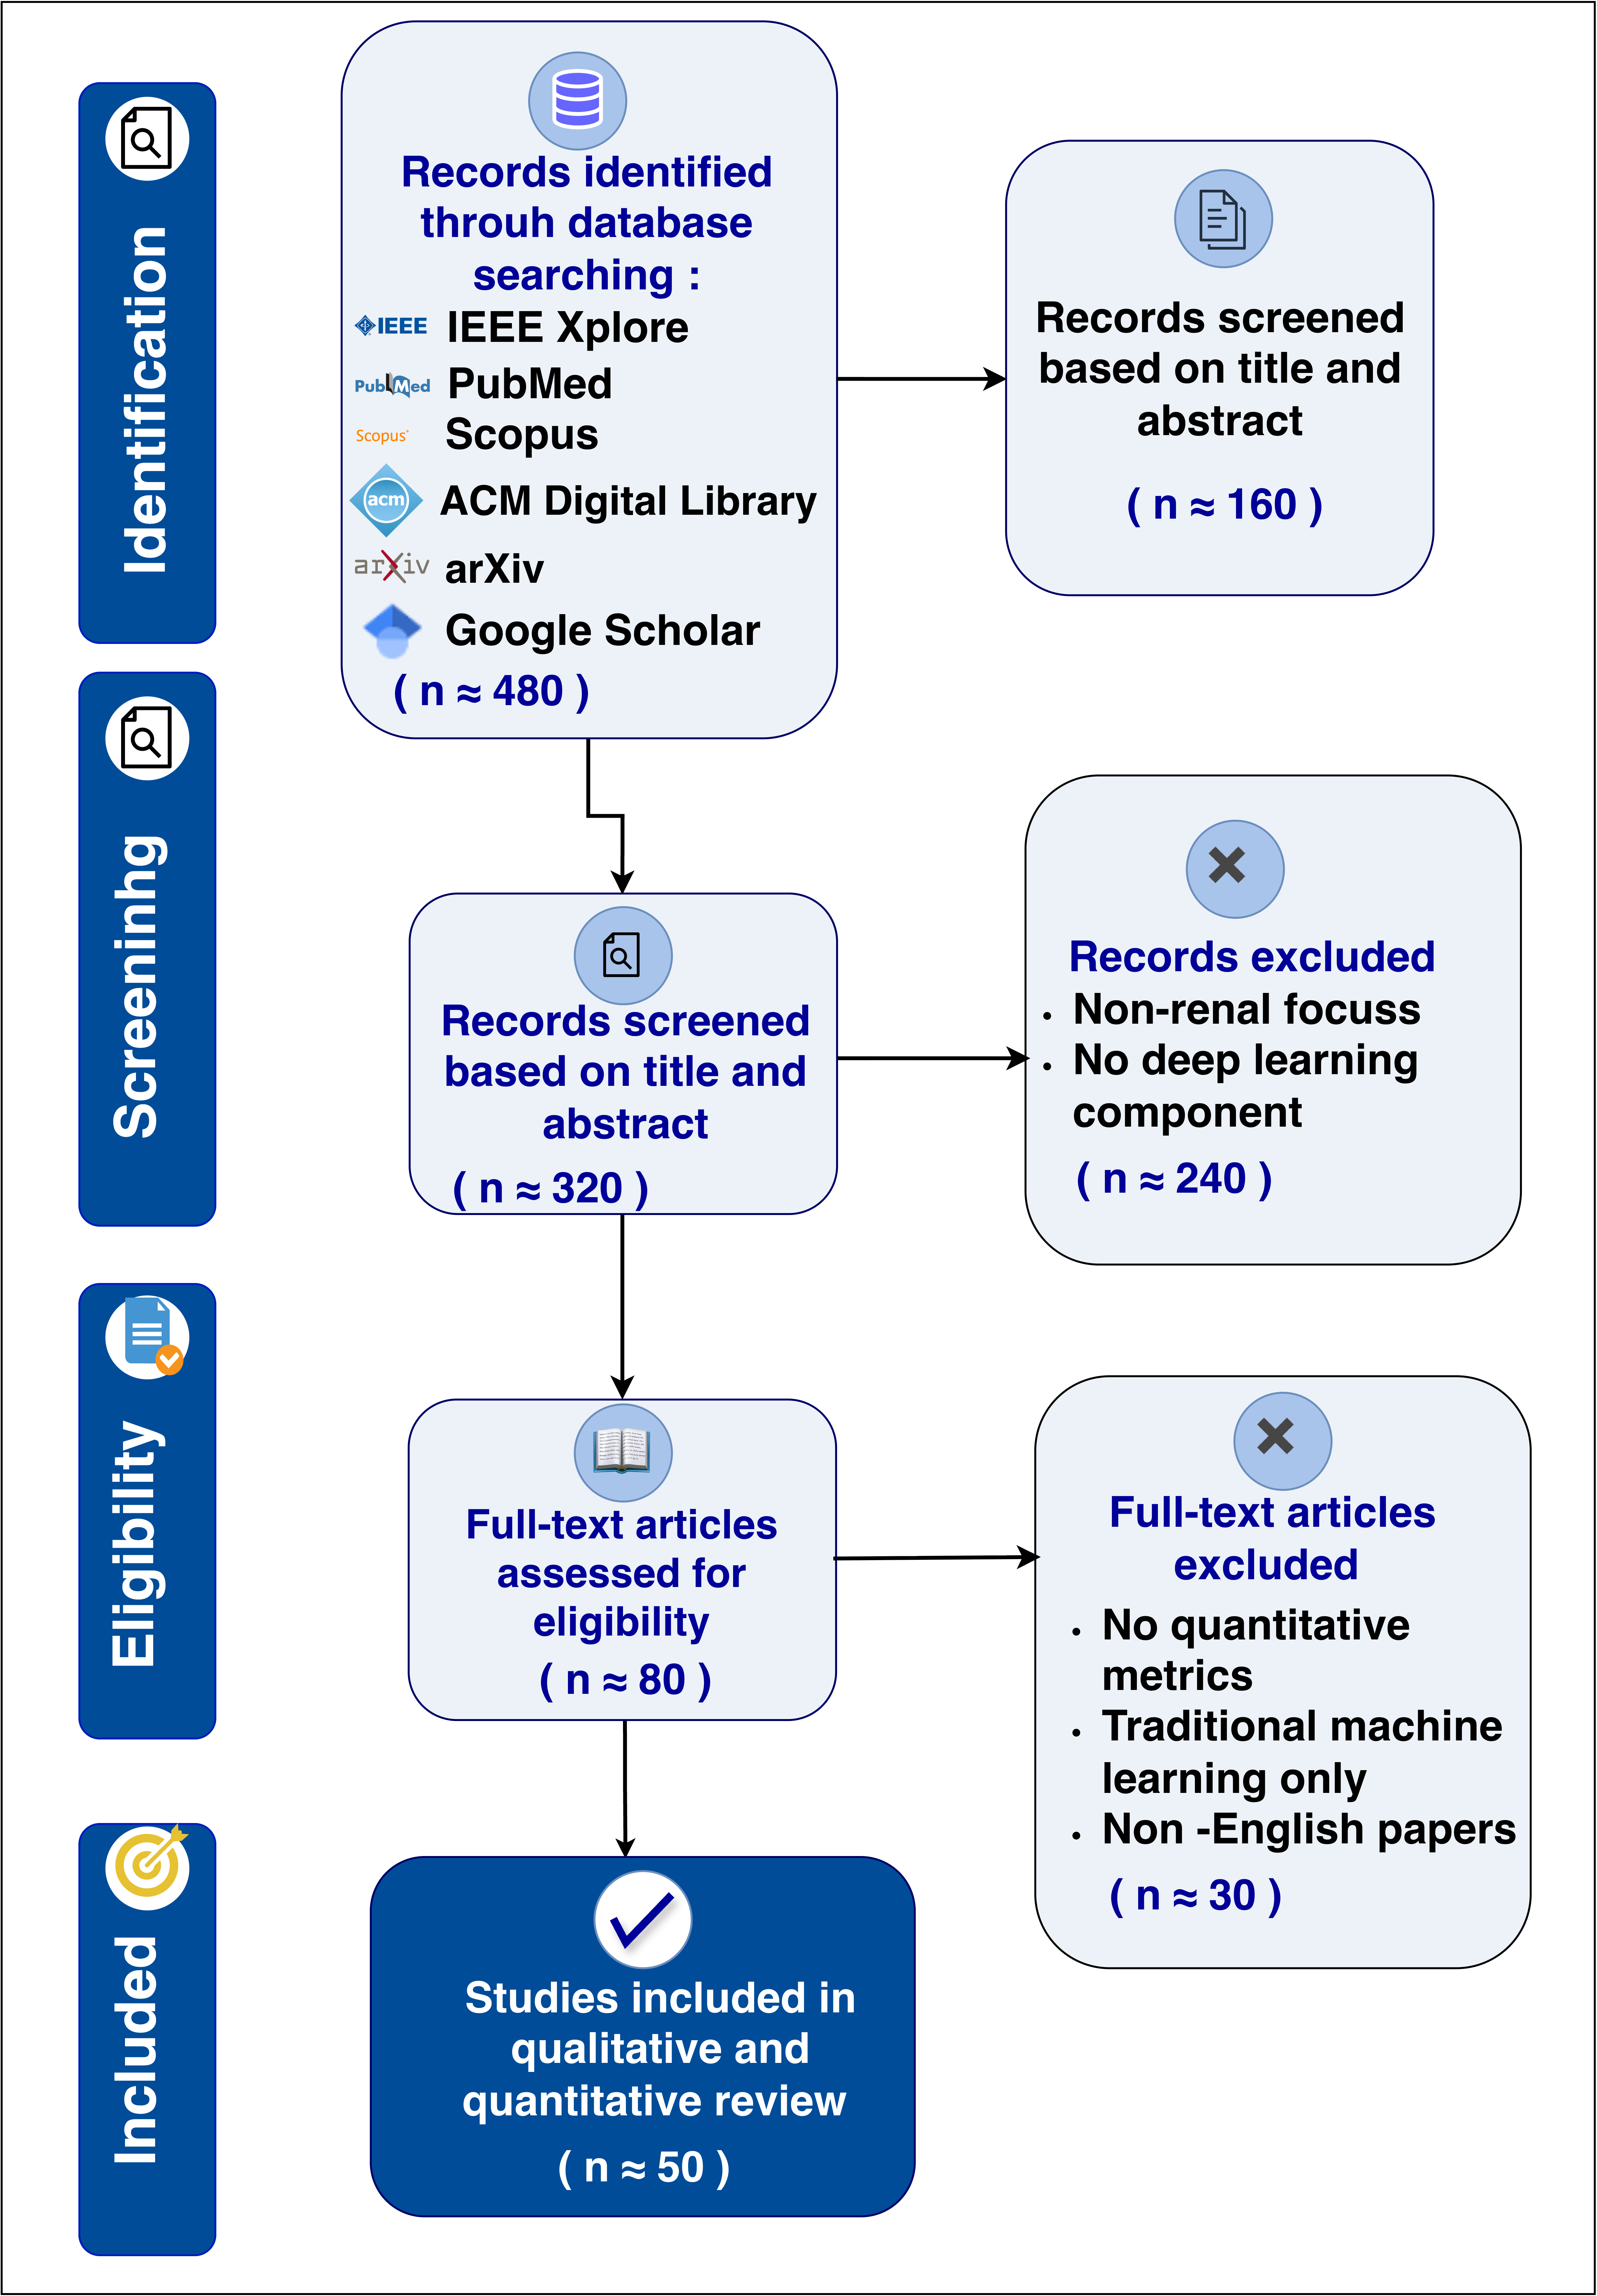 Identification
Records identified
throuh database
searching :
IEEE IEEE Xplore
PubMed PubMed
Scopus Scopus
acm ACM Digital Library
arXiv arXiv
Google Scholar
( n ≈ 480 )
Records screened
based on title and
abstract
( n ≈ 160 )
Screeninhg
Records screened
based on title and
abstract
( n ≈ 320 )
Records excluded
• Non-renal focuss
• No deep learning
component
( n ≈ 240 )
Eligibility
Full-text articles
assessed for
eligibility
( n ≈ 80 )
Full-text articles
excluded
• No quantitative
metrics
• Traditional machine
learning only
• Non -English papers
( n ≈ 30 )
Included
Studies included in
qualitative and
quantitative review
( n ≈ 50 )